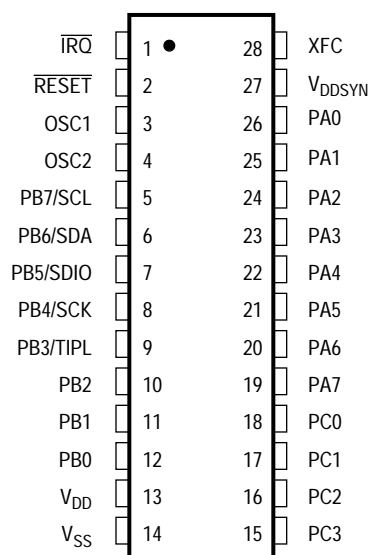 IRQ 1 28 XFC
RESET 2 27 VDDSYN
OSC1 3 26 PA0
OSC2 4 25 PA1
PB7/SCL 5 24 PA2
PB6/SDA 6 23 PA3
PB5/SDIO 7 22 PA4
PB4/SCK 8 21 PA5
PB3/TIPL 9 20 PA6
PB2 10 19 PA7
PB1 11 18 PC0
PB0 12 17 PC1
VDD 13 16 PC2
VSS 14 15 PC3